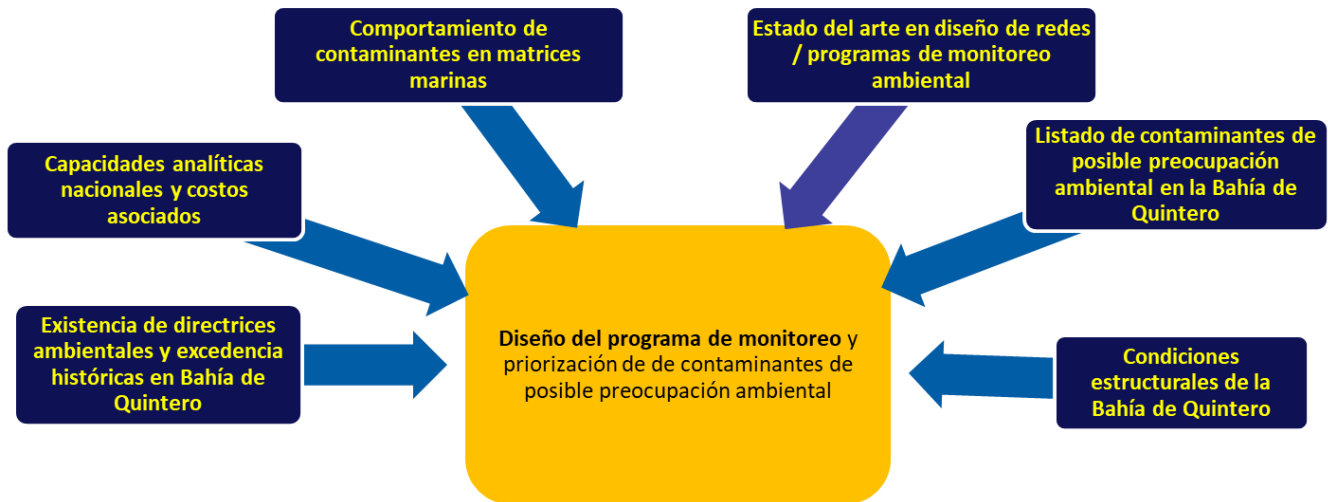 Comportamiento de
contaminantes en matrices
marinas
Estado del arte en diseño de redes
/ programas de monitoreo
ambiental
Capacidades analíticas
nacionales y costos
asociados
Listado de contaminantes de
posible preocupación
ambiental en la Bahía de
Quintero
Existencia de directrices
ambientales y excedencia
históricas en Bahía de
Quintero
Diseño del programa de monitoreo y
priorización de de contaminantes de
posible preocupación ambiental
Condiciones
estructurales de la
Bahía de Quintero